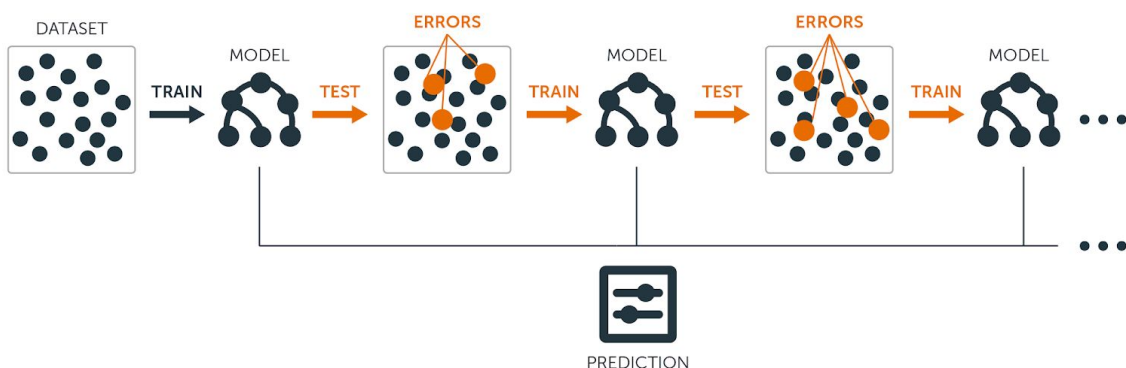 DATASET
MODEL
ERRORS
MODEL
ERRORS
MODEL
TRAIN
TEST
TRAIN
TEST
TRAIN
PREDICTION